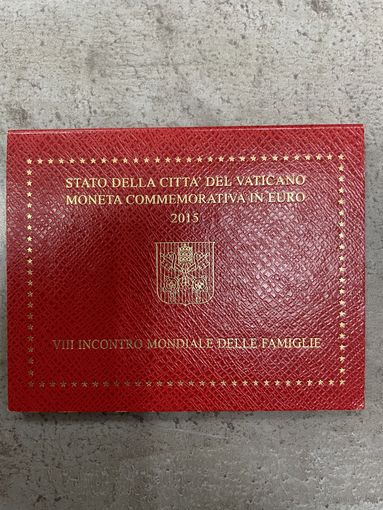 STATO DELLA CITTA' DEL VATICANO
MONETA COMMEMORATIVA IN EURO
2015
VIII INCONTRO MONDIALE DELLE FAMIGLIE